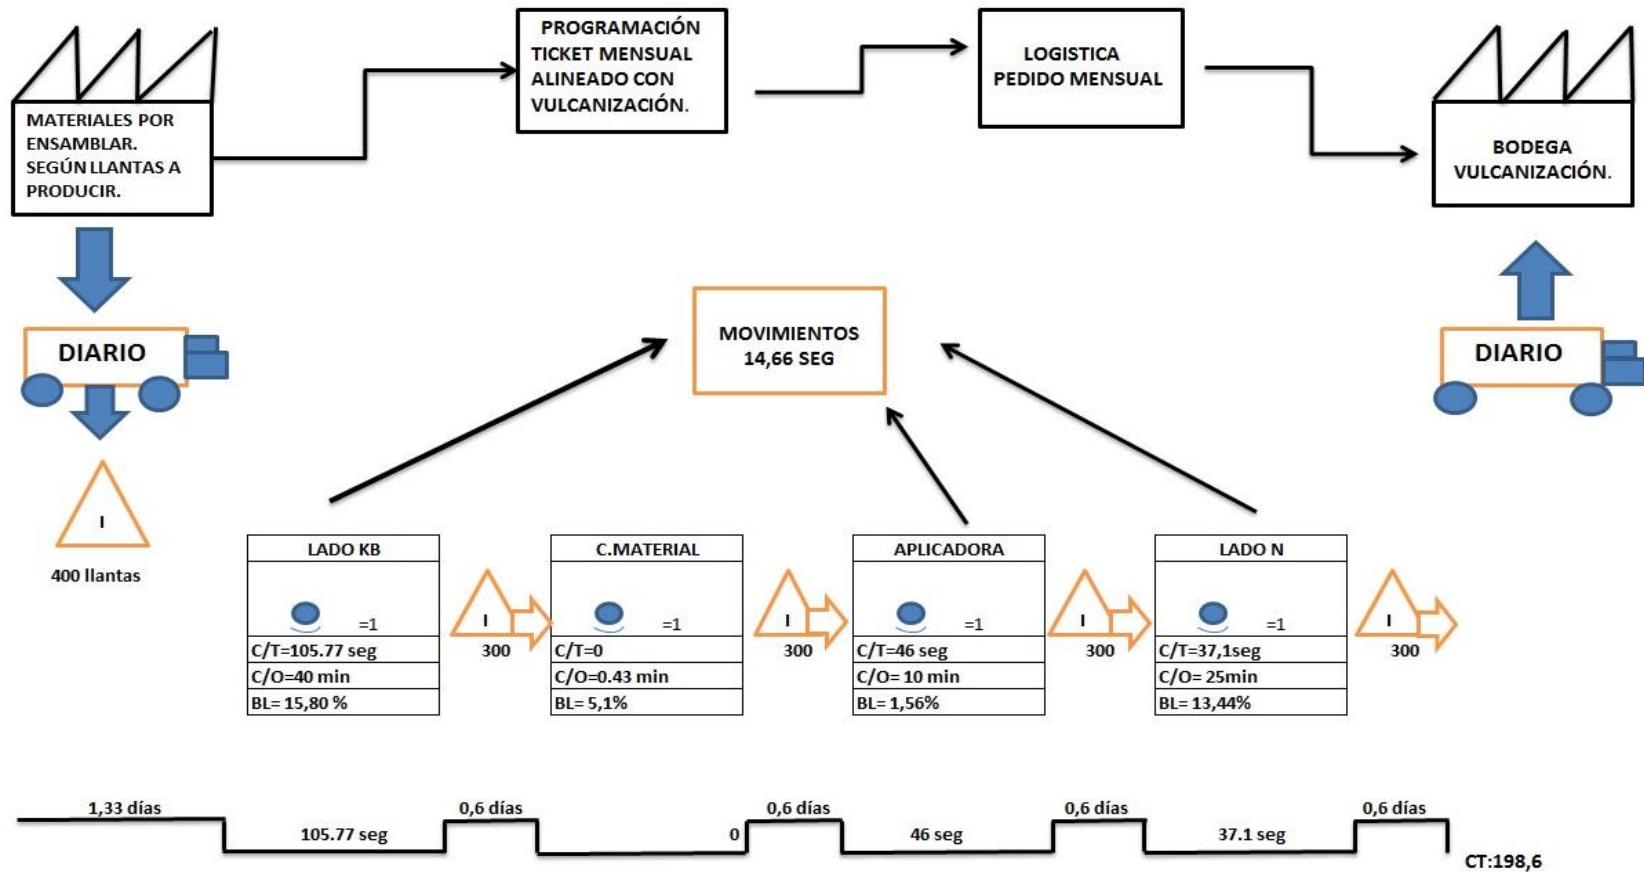 PROGRAMACIÓN
TICKET MENSUAL
ALINEADO CON
VULCANIZACIÓN.
LOGISTICA
PEDIDO MENSUAL
MATERIALES POR
ENSAMBLAR.
SEGÚN LLANTAS A
PRODUCIR.
BODEGA
VULCANIZACIÓN.
DIARIO
MOVIMIENTOS
14,66 SEG
DIARIO
I
400 llantas
LADO KB
=1
C/T=105.77 seg
C/O=40 min
BL= 15,80 %
I
300
C.MATERIAL
=1
C/T=0
C/O=0.43 min
BL= 5,1%
I
300
APLICADORA
=1
C/T=46 seg
C/O= 10 min
BL= 1,56%
I
300
LADO N
=1
C/T=37,1seg
C/O= 25min
BL= 13,44%
I
300
1,33 días
105.77 seg
0,6 días
0
0,6 días
46 seg
0,6 días
37.1 seg
0,6 días
CT:198,6